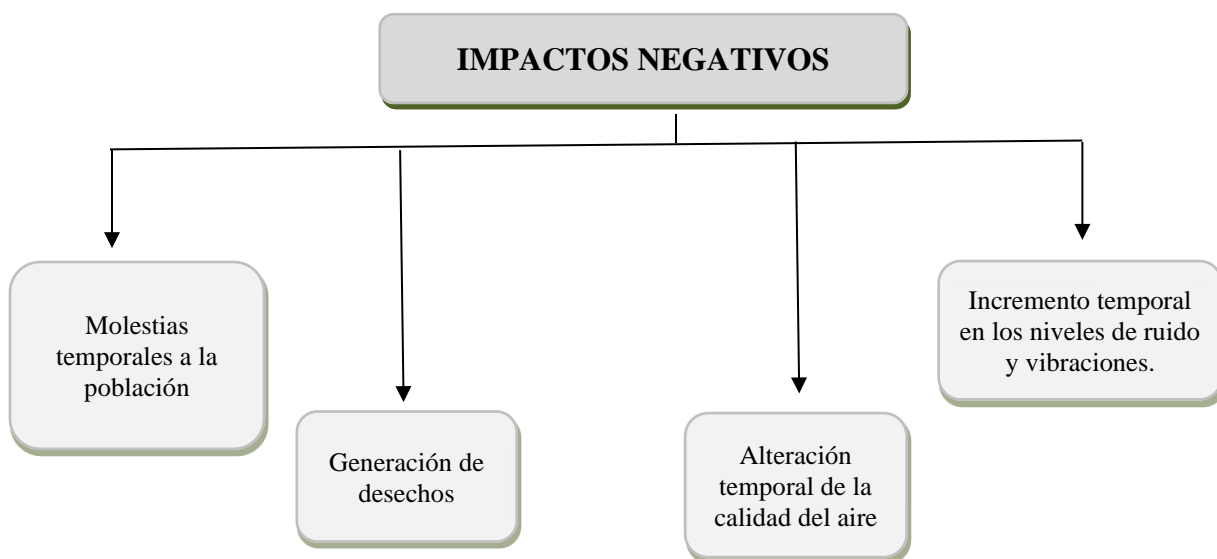 IMPACTOS NEGATIVOS
Molestias
temporales a la
población
Generación de
desechos
Alteración
temporal de la
calidad del aire
Incremento temporal
en los niveles de ruido
y vibraciones.